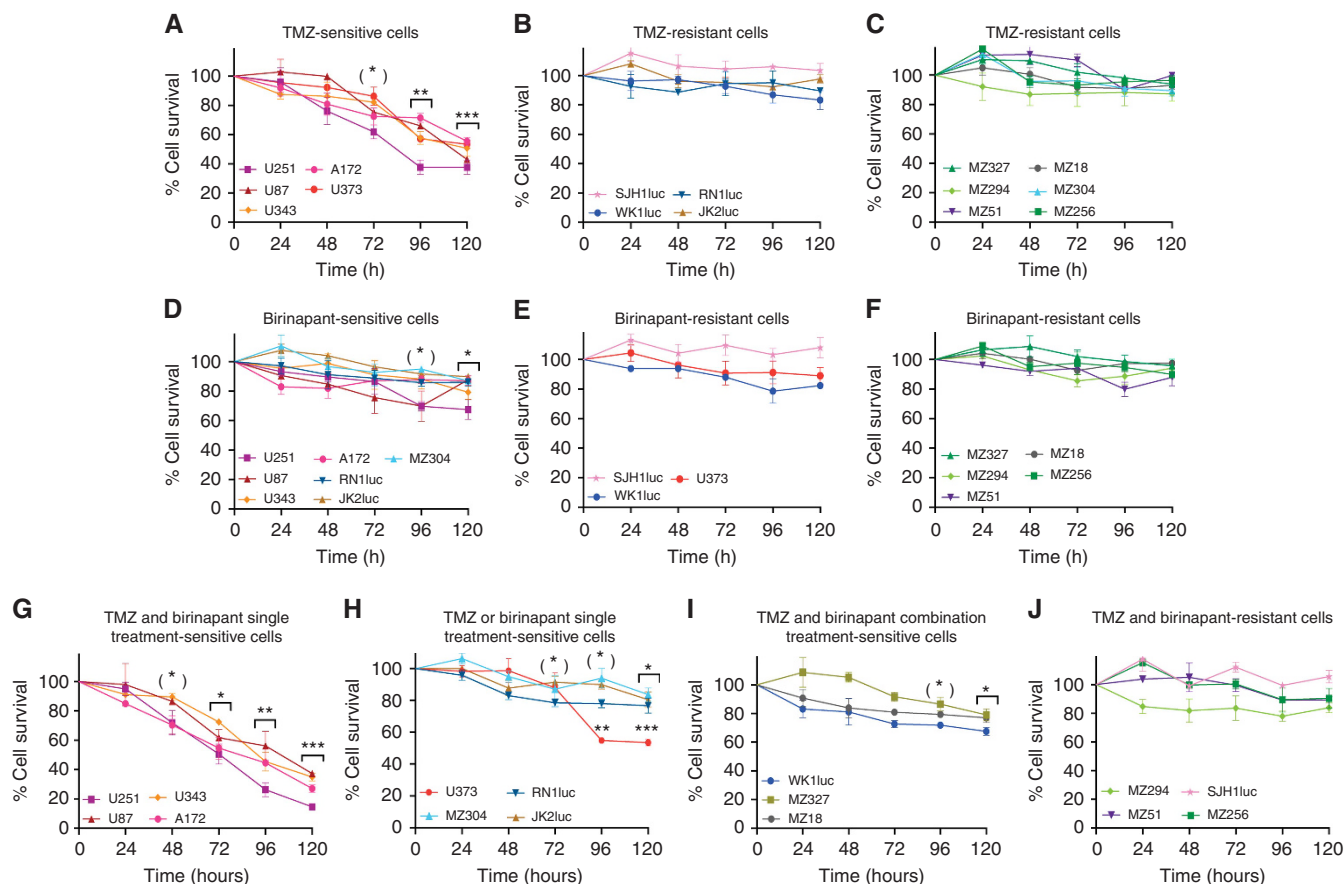 A
TMZ-sensitive cells
% Cell survival
100
80
60
40
20
0
( * )
**
***
U251
A172
U87
U373
U343
0 24 48 72 96 120
Time (h)
B
TMZ-resistant cells
% Cell survival
100
80
60
40
20
0
SJH1luc
RN1luc
WK1luc
JK2luc
0 24 48 72 96 120
Time (h)
C
TMZ-resistant cells
% Cell survival
100
80
60
40
20
0
MZ327
MZ18
MZ294
MZ304
MZ51
MZ256
0 24 48 72 96 120
Time (h)
D
Birinapant-sensitive cells
% Cell survival
100
80
60
40
20
0
( * )
*
U251
A172
MZ304
U87
RN1luc
U343
JK2luc
0 24 48 72 96 120
Time (h)
E
Birinapant-resistant cells
% Cell survival
100
80
60
40
20
0
SJH1luc
U373
WK1luc
0 24 48 72 96 120
Time (h)
F
Birinapant-resistant cells
% Cell survival
100
80
60
40
20
0
MZ327
MZ18
MZ294
MZ256
MZ51
0 24 48 72 96 120
Time (h)
G
TMZ and birinapant single
treatment-sensitive cells
% Cell survival
100
80
60
40
20
0
( * )
*
**
***
U251
U343
U87
A172
0 24 48 72 96 120
Time (hours)
H
TMZ or birinapant single
treatment-sensitive cells
% Cell survival
100
80
60
40
20
0
( * )
( * )
*
**
***
U373
RN1luc
MZ304
JK2luc
0 24 48 72 96 120
Time (hours)
I
TMZ and birinapant combination
treatment-sensitive cells
% Cell survival
100
80
60
40
20
0
( * )
*
WK1luc
MZ327
MZ18
0 24 48 72 96 120
Time (hours)
J
TMZ and birinapant-resistant cells
% Cell survival
100
80
60
40
20
0
MZ294
SJH1luc
MZ51
MZ256
0 24 48 72 96 120
Time (hours)